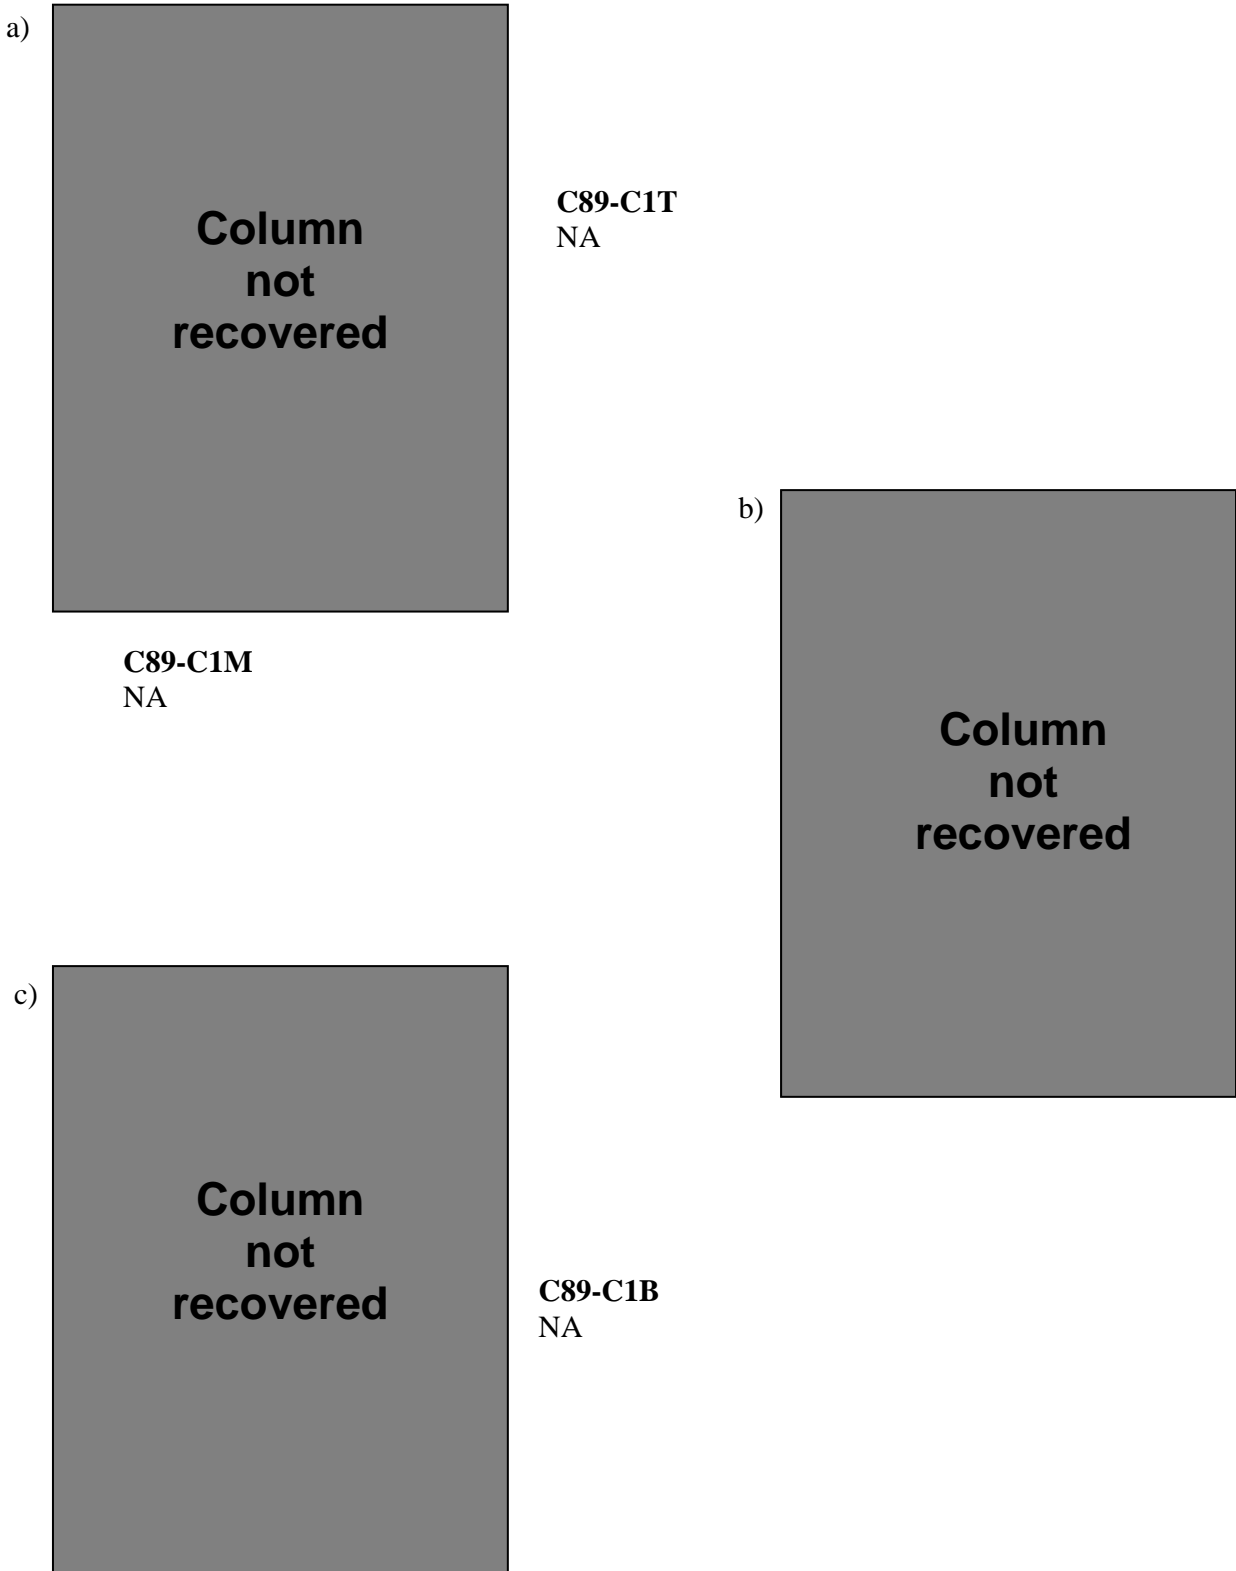 a)
Column
not
recovered
C89-C1T
NA
C89-C1M
NA
b)
Column
not
recovered
c)
Column
not
recovered
C89-C1B
NA